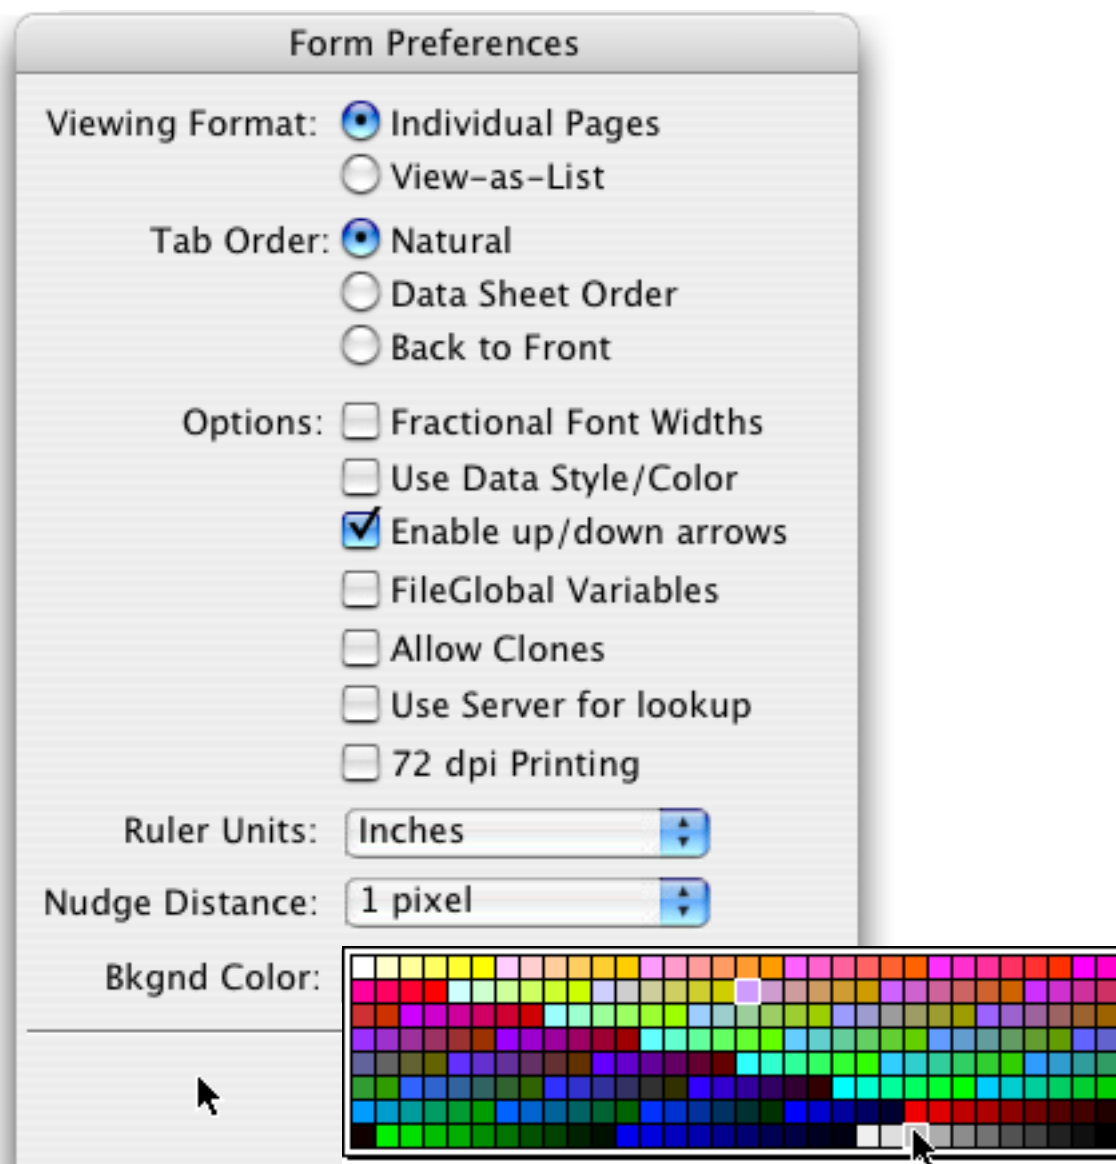 Form Preferences
Viewing Format: Individual Pages
View-as-List
Tab Order: Natural
Data Sheet Order
Back to Front
Options: Fractional Font Widths
Use Data Style/Color
Enable up/down arrows
FileGlobal Variables
Allow Clones
Use Server for lookup
72 dpi Printing
Ruler Units: Inches
Nudge Distance: 1 pixel
Bkgnd Color: